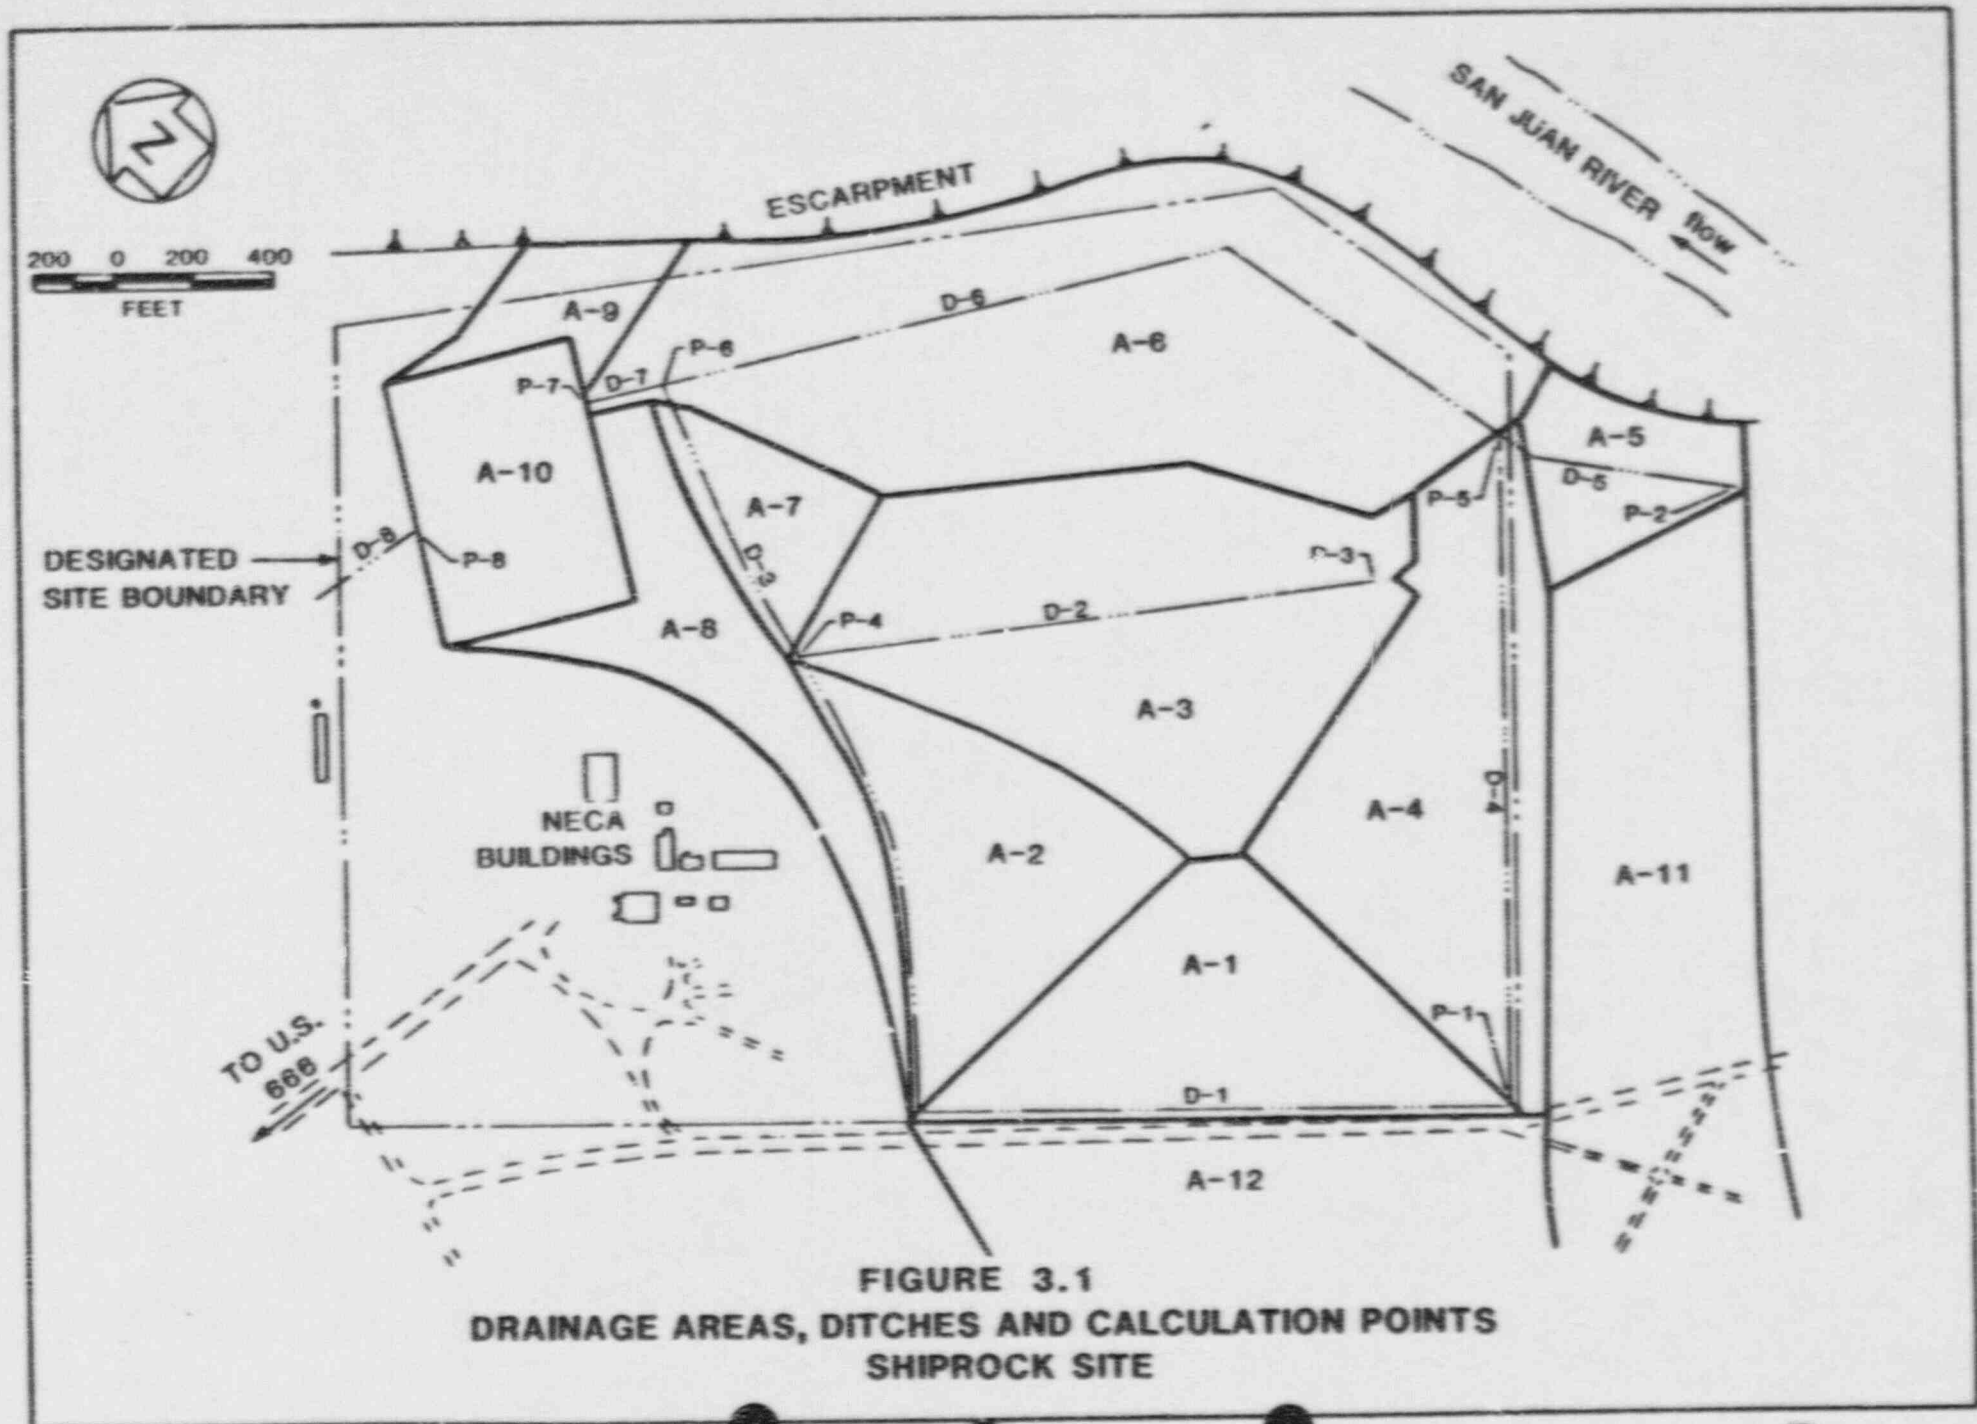 SAN JUAN RIVER
flow
N
ESCARPMENT
200 0 200 400
FEET
A-9
D-6
A-6
P-6
P-7
D-7
A-5
D-5
P-5
P-2
A-10
A-7
D-8
P-8
DESIGNATED
SITE BOUNDARY
D-3
P-3
D-2
P-4
A-8
A-3
D-4
A-4
NECA
BUILDINGS
A-2
A-11
A-1
P-1
TO U.S.
666
D-1
A-12
FIGURE 3.1
DRAINAGE AREAS, DITCHES AND CALCULATION POINTS
SHIPROCK SITE